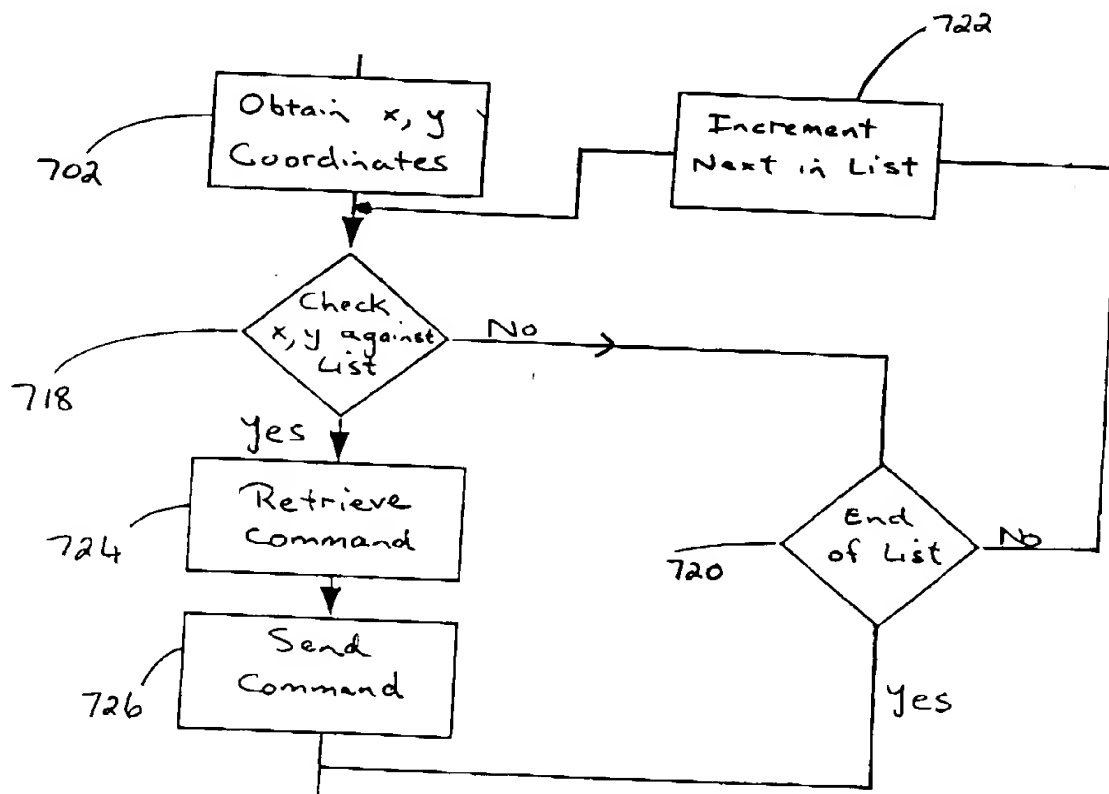 722
Obtain x, y
Coordinates
702
Increment
Next in List
Check
x, y against
List
No
718
Yes
Retrieve
Command
724
End
of List
No
720
Send
Command
726
Yes